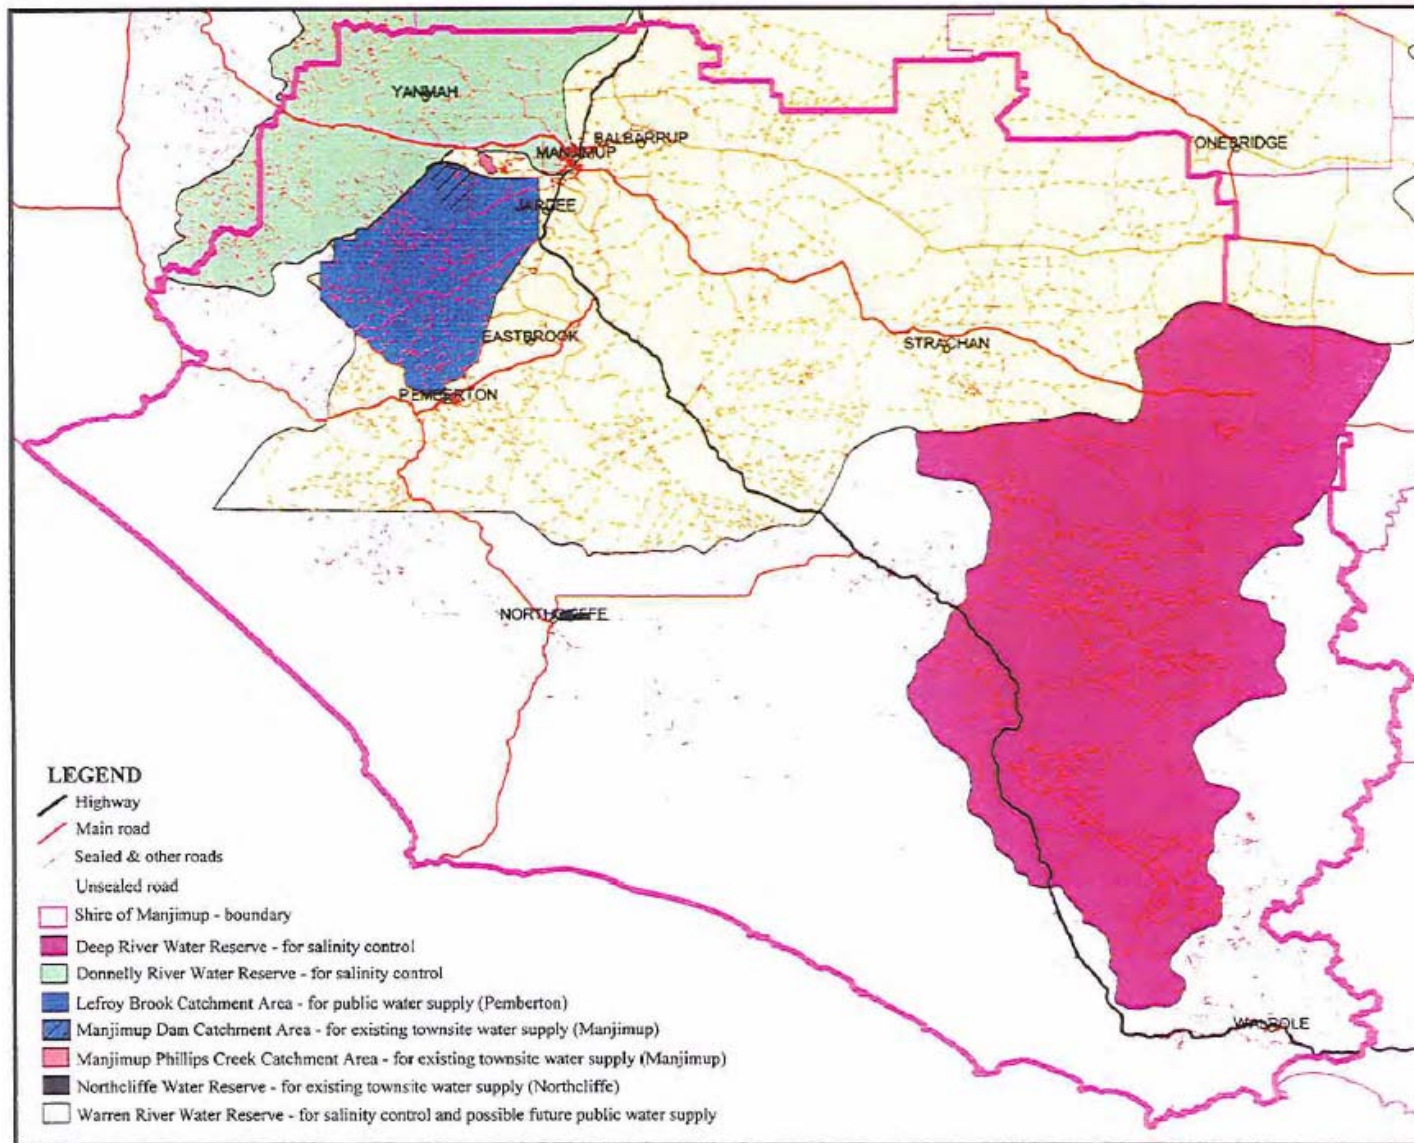 YANMAH
BALBARRUP
ONEBRIDGE
MANJIMUP
JARDEE
EASTBROOK
STRACHAN
PEMBERTON
NORTHCLIFFE
WALPOLE
LEGEND
Highway
Main road
Sealed & other roads
Unsealed road
Shire of Manjimup - boundary
Deep River Water Reserve - for salinity control
Donnelly River Water Reserve - for salinity control
Lefroy Brook Catchment Area - for public water supply (Pemberton)
Manjimup Dam Catchment Area - for existing townsite water supply (Manjimup)
Manjimup Phillips Creek Catchment Area - for existing townsite water supply (Manjimup)
Northcliffe Water Reserve - for existing townsite water supply (Northcliffe)
Warren River Water Reserve - for salinity control and possible future public water supply